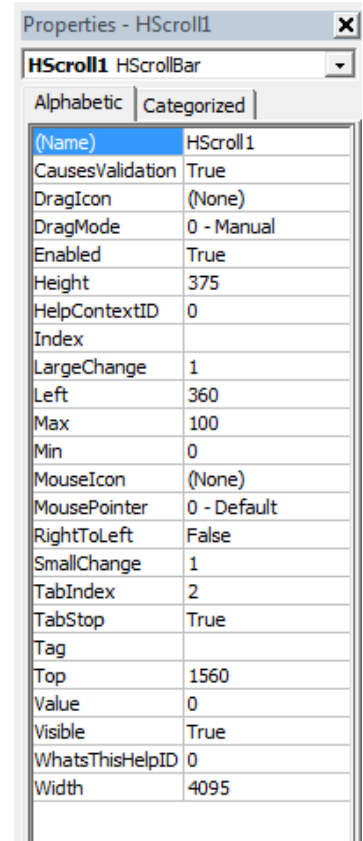 Properties - HScroll1
HScroll1 HScrollBar
Alphabetic Categorized
(Name) HScroll1
CausesValidation True
DragIcon (None)
DragMode 0 - Manual
Enabled True
Height 375
HelpContextID 0
Index
LargeChange 1
Left 360
Max 100
Min 0
MouseIcon (None)
MousePointer 0 - Default
RightToLeft False
SmallChange 1
TabIndex 2
TabStop True
Tag
Top 1560
Value 0
Visible True
WhatsThisHelpID 0
Width 4095